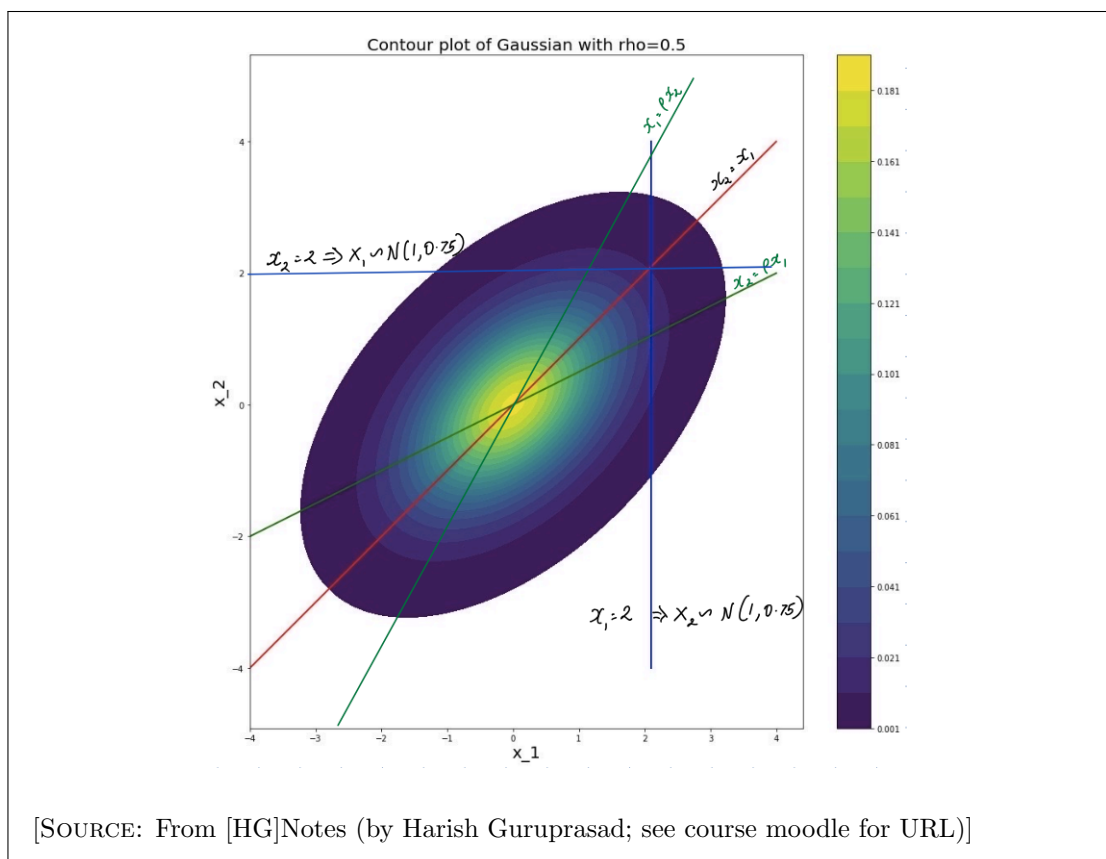 Contour plot of Gaussian with rho=0.5
x₁=ρx₂
x₂=x₁
x₂=2 ⇒ X₁ ~ N(1,0.75)
x₂=ρx₁
x₁=2 ⇒ X₂ ~ N(1,0.75)
4
2
0
−2
−4
x_2
−4 −3 −2 −1 0 1 2 3 4
x_1
0.181
0.161
0.141
0.121
0.101
0.081
0.061
0.041
0.021
0.001
[SOURCE: From [HG]Notes (by Harish Guruprasad; see course moodle for URL)]